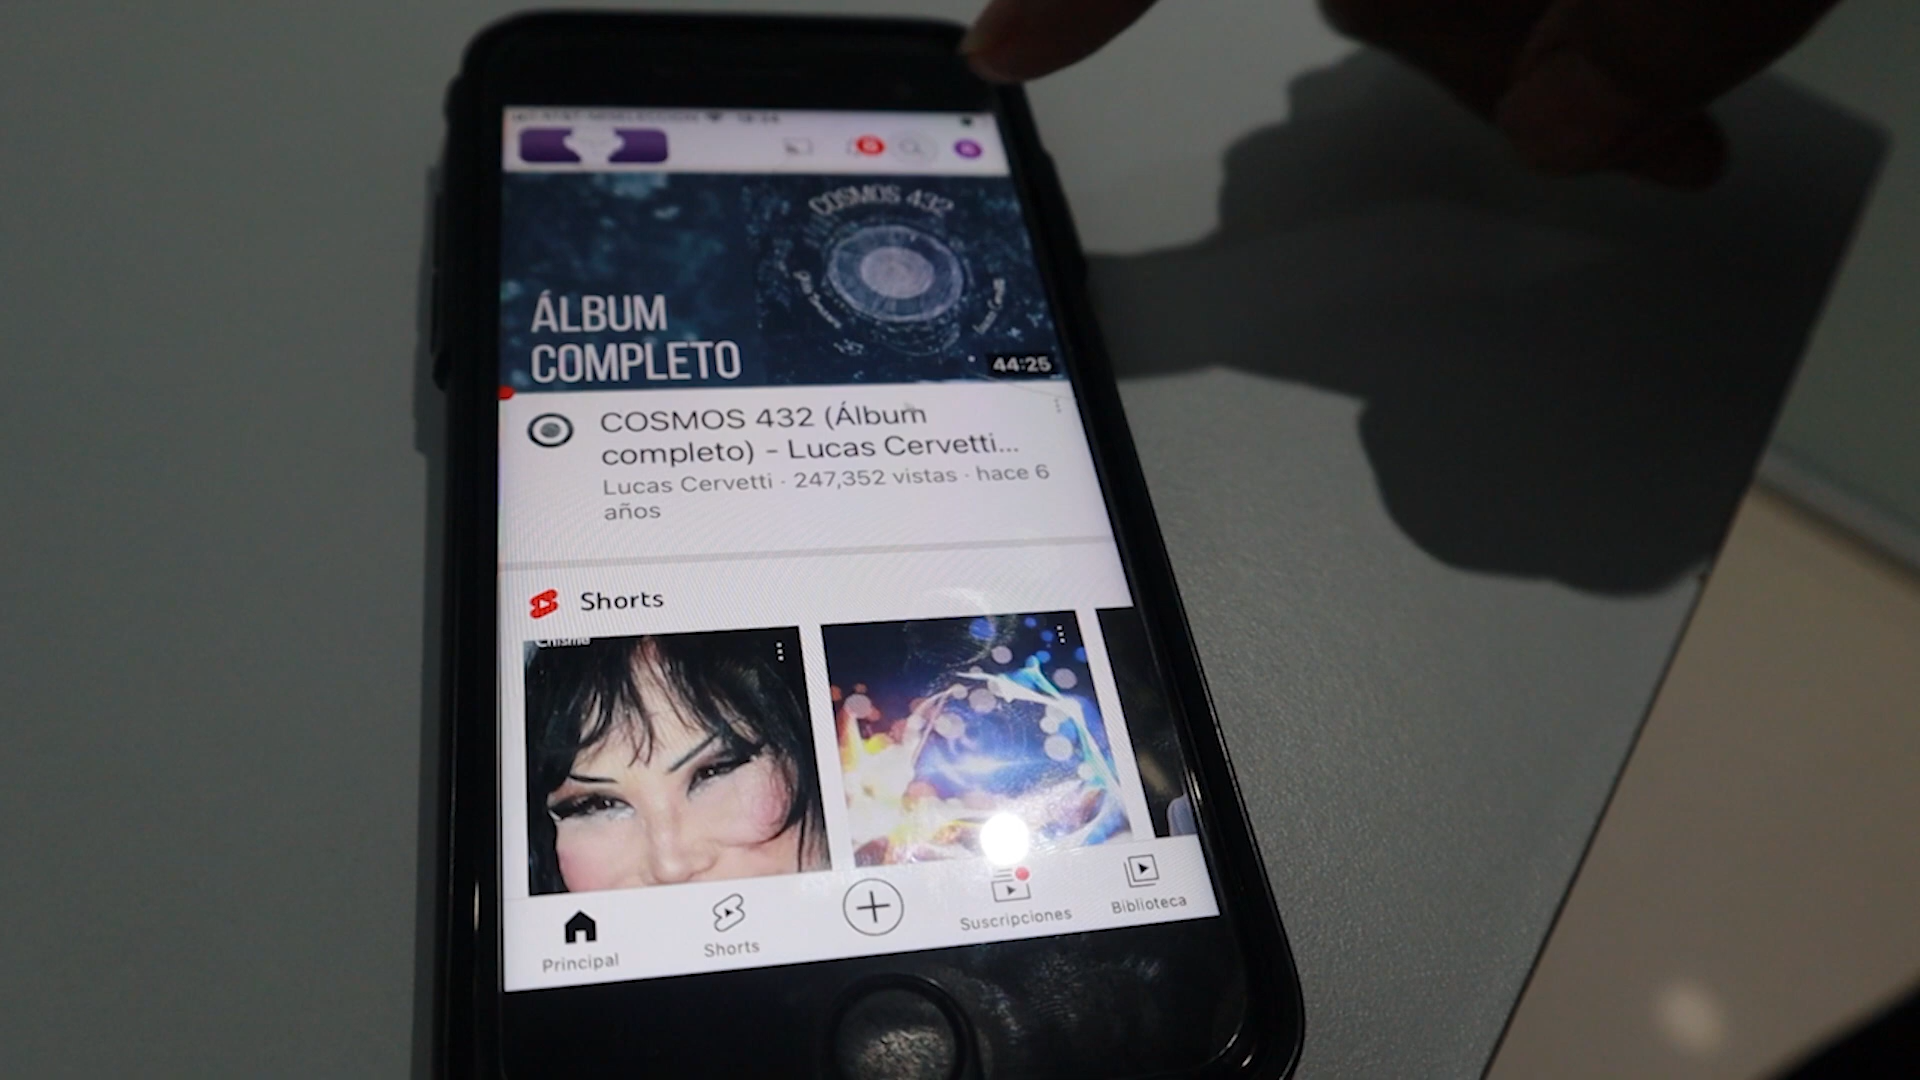 COSMOS 432
ÁLBUM
COMPLETO
44:25
COSMOS 432 (Álbum
completo) - Lucas Cervetti...
Lucas Cervetti · 247,352 vistas · hace 6
años
Shorts
Principal
Shorts
Suscripciones
Biblioteca